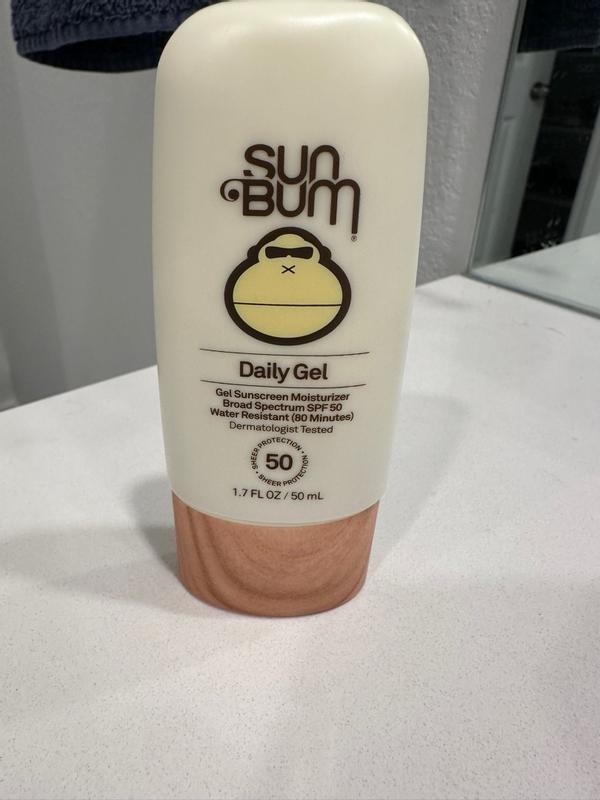 sun
Bum®
Daily Gel
Gel Sunscreen Moisturizer
Broad Spectrum SPF 50
Water Resistant (80 Minutes)
Dermatologist Tested
SHEER PROTECTION • SHEER PROTECTION •
50
1.7 FL OZ / 50 mL